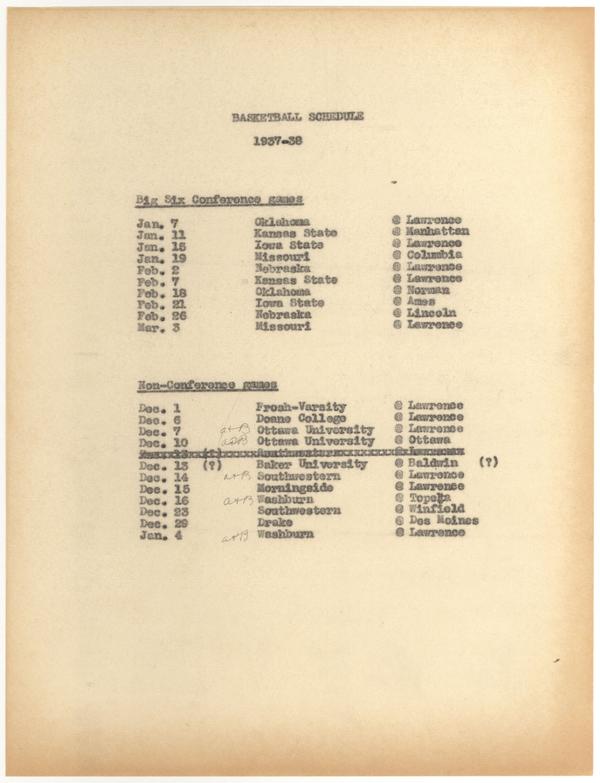 BASKETBALL SCHEDULE
1937-38
Big Six Conference games
Jan. 7 Oklahoma @ Lawrence
Jan. 11 Kansas State @ Manhattan
Jan. 15 Iowa State @ Lawrence
Jan. 19 Missouri @ Columbia
Feb. 2 Nebraska @ Lawrence
Feb. 7 Kansas State @ Lawrence
Feb. 18 Oklahoma @ Norman
Feb. 21 Iowa State @ Ames
Feb. 26 Nebraska @ Lincoln
Mar. 3 Missouri @ Lawrence
Non-Conference games
Dec. 1 Frosh-Varsity @ Lawrence
Dec. 6 Doane College @ Lawrence
Dec. 7 a+B Ottawa University @ Lawrence
Dec. 10 a+B Ottawa University @ Ottawa
Dec. 13 (?) Baker University @ Baldwin (?)
Dec. 14 a+B Southwestern @ Lawrence
Dec. 15 Morningside @ Lawrence
Dec. 16 a+B Washburn @ Topeka
Dec. 23 Southwestern @ Winfield
Dec. 29 Drake @ Des Moines
Jan. 4 a+B Washburn @ Lawrence